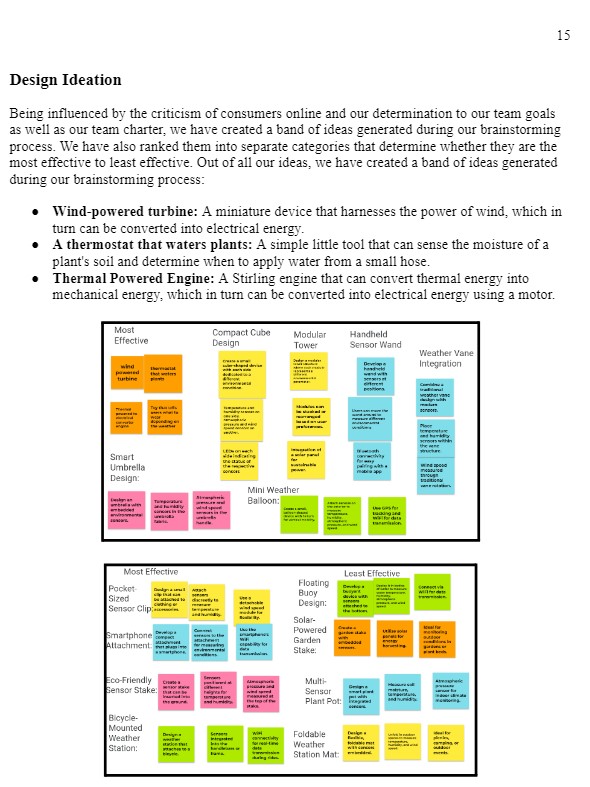 15
Design Ideation
Being influenced by the criticism of consumers online and our determination to our team goals
as well as our team charter, we have created a band of ideas generated during our brainstorming
process. We have also ranked them into separate categories that determine whether they are the
most effective to least effective. Out of all our ideas, we have created a band of ideas generated
during our brainstorming process:
● Wind-powered turbine: A miniature device that harnesses the power of wind, which in
turn can be converted into electrical energy.
● A thermostat that waters plants: A simple little tool that can sense the moisture of a
plant's soil and determine when to apply water from a small hose.
● Thermal Powered Engine: A Stirling engine that can convert thermal energy into
mechanical energy, which in turn can be converted into electrical energy using a motor.
Most
Effective
Compact Cube
Design
Modular
Tower
Handheld
Sensor Wand
Weather Vane
Integration
wind
powered
turbine
thermostat
that waters
plants
Create a small
cube-shaped device
with each side
dedicated to a
different
environmental
condition.
Develop a
handheld
wand with
sensors at
different
positions.
Combine a
traditional
weather vane
design with
modern
sensors.
Modules can
be stacked or
rearranged
based on user
preferences.
Place
temperature
and humidity
sensors within
the vane
structure.
LEDs on each
side indicating
the status of
the respective
sensors
Integration of
a solar panel
for
sustainable
power.
Bluetooth
connectivity
for easy
pairing with a
mobile app
Wind speed
measured
through
traditional
vane rotation.
Smart
Umbrella
Design:
Mini Weather
Balloon:
Design an
umbrella with
embedded
environmental
sensors.
Temperature
and humidity
sensors in the
umbrella
fabric.
Atmospheric
pressure and
wind speed
sensors in the
umbrella
handle.
Use GPS for
tracking and
WiFi for data
transmission.
Most Effective
Least Effective
Pocket-
Sized
Sensor Clip:
Design a small
clip that can
be attached to
clothing or
accessories.
Attach
sensors
discreetly to
measure
temperature
and humidity.
Use a
detachable
wind speed
module for
flexibility.
Floating
Buoy
Design:
Develop a
buoyant
device with
sensors
attached to
the bottom.
Connect via
WiFi for data
transmission.
Smartphone
Attachment:
Develop a
compact
attachment
that plugs into
a smartphone.
Connect
sensors to the
attachment
for measuring
environmental
conditions.
Use the
smartphone's
WiFi
capability for
data
transmission.
Solar-
Powered
Garden
Stake:
Create a
garden stake
with
embedded
sensors.
Utilize solar
panels for
energy
harvesting.
Ideal for
monitoring
outdoor
conditions in
gardens or
plant beds.
Eco-Friendly
Sensor Stake:
Create a
sensor stake
that can be
inserted into
the ground.
Sensors
positioned at
different
heights for
temperature
and humidity.
Atmospheric
pressure and
wind speed
measured at
the top of the
stake.
Multi-
Sensor
Plant Pot:
Design a
smart plant
pot with
integrated
sensors.
Measure soil
moisture,
temperature,
and humidity.
Atmospheric
pressure
sensor for
indoor climate
monitoring.
Bicycle-
Mounted
Weather
Station:
Design a
weather
station that
attaches to a
bicycle.
Sensors
integrated
into the
handlebars or
frame.
WiFi
connectivity
for real-time
data
transmission
during rides.
Foldable
Weather
Station Mat:
Design a
flexible,
foldable mat
with sensors
embedded.
Ideal for
picnics,
camping, or
outdoor
events.